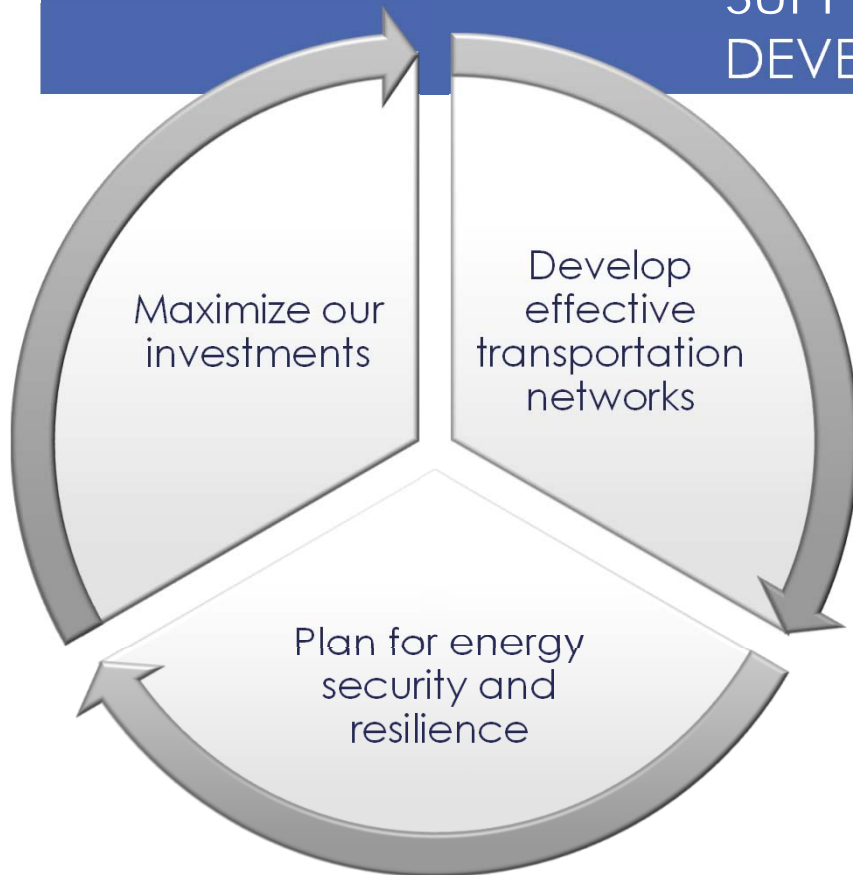 Maximize our
investments
Develop
effective
transportation
networks
Plan for energy
security and
resilience